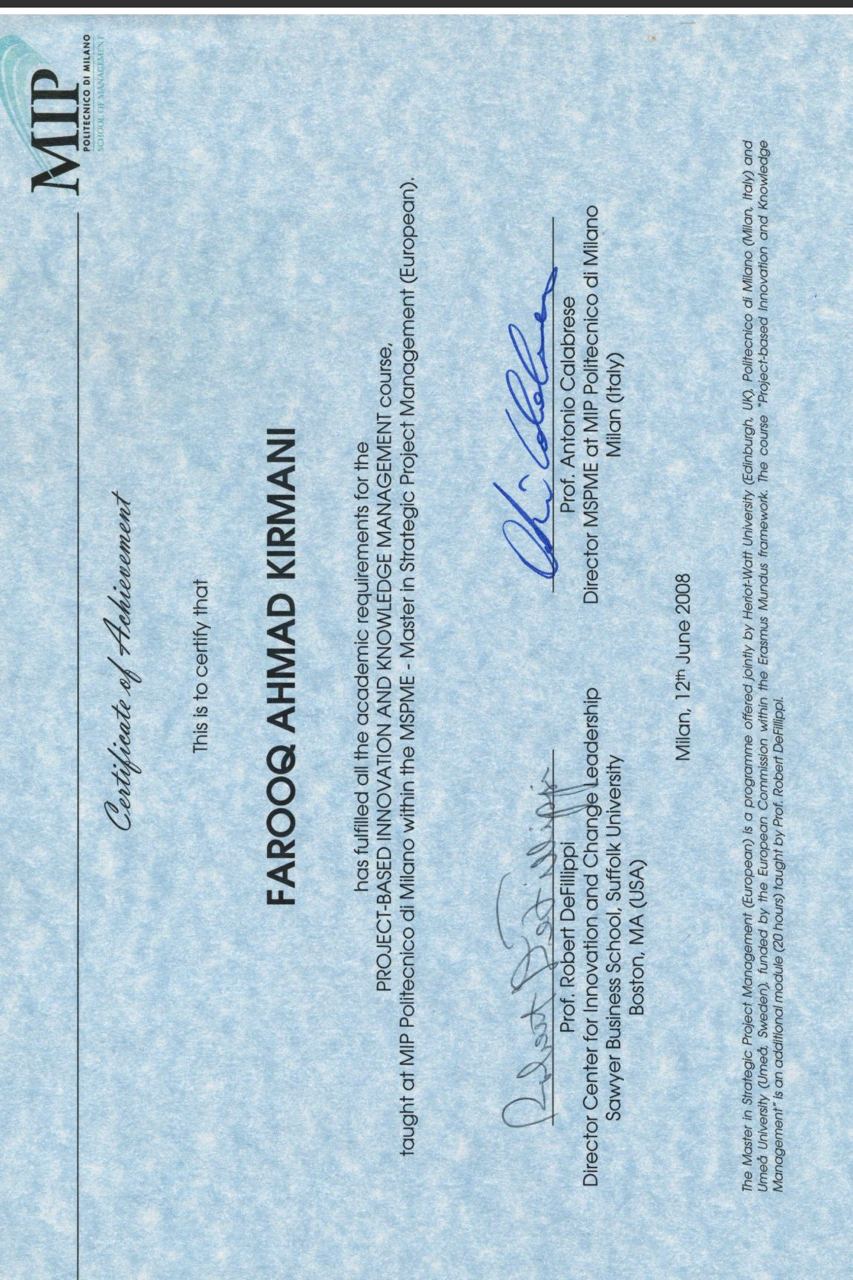 MIP
POLITECNICO DI MILANO
SCHOOL OF MANAGEMENT
Certificate of Achievement
This is to certify that
FAROOQ AHMAD KIRMANI
has fulfilled all the academic requirements for the
PROJECT-BASED INNOVATION AND KNOWLEDGE MANAGEMENT course,
taught at MIP Politecnico di Milano within the MSPME - Master in Strategic Project Management (European).
Prof. Robert DeFillippi
Director Center for Innovation and Change Leadership
Sawyer Business School, Suffolk University
Boston, MA (USA)
Prof. Antonio Calabrese
Director MSPME at MIP Politecnico di Milano
Milan (Italy)
Milan, 12th June 2008
The Master in Strategic Project Management (European) is a programme offered jointly by Heriot-Watt University (Edinburgh, UK), Politecnico di Milano (Milan, Italy) and
Umeå University (Umeå, Sweden), funded by the European Commission within the Erasmus Mundus framework. The course "Project-based Innovation and Knowledge
Management" is an additional module (20 hours) taught by Prof. Robert DeFillippi.